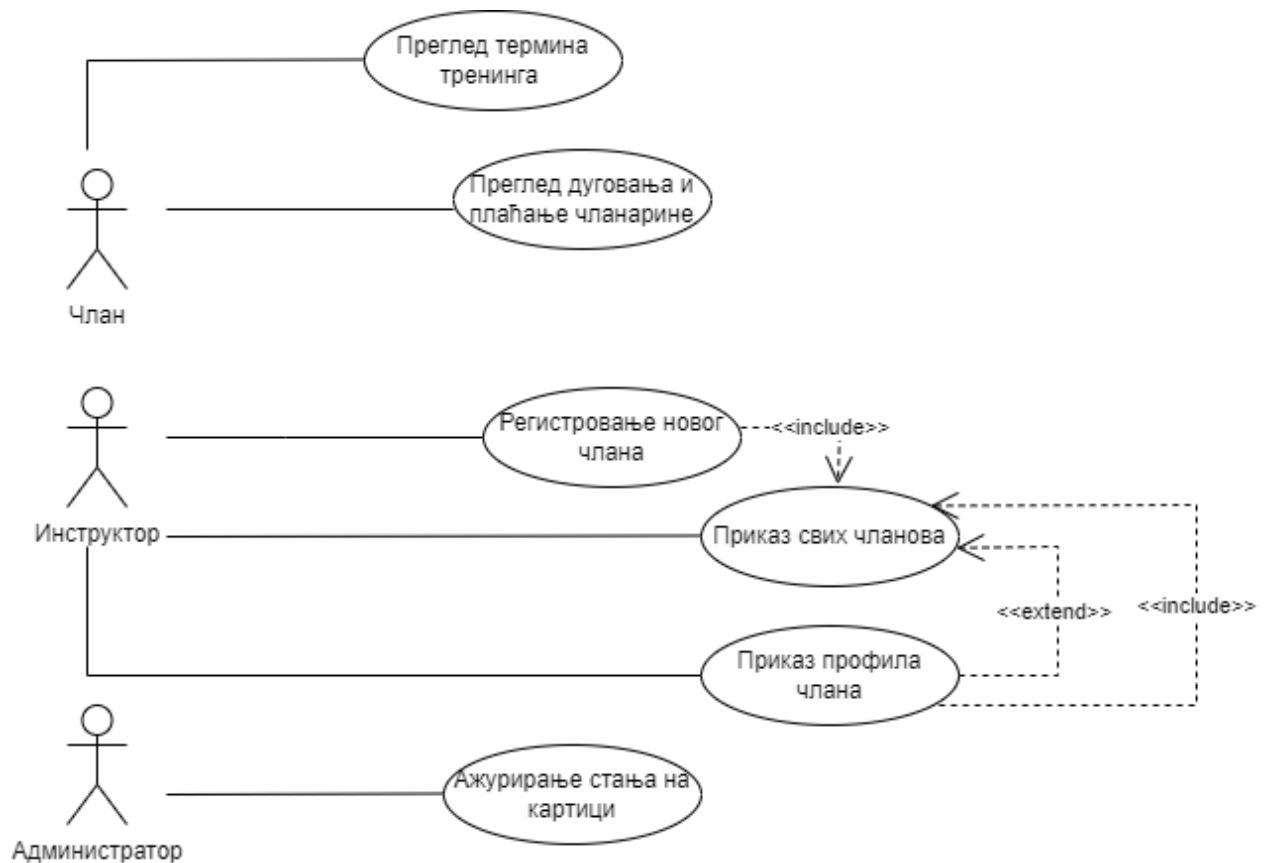 Преглед термина
тренинга
Преглед дуговања и
плаћање чланарине
Члан
Регистровање новог
члана
<<include>>
Инструктор
Приказ свих чланова
<<extend>>
<<include>>
Приказ профила
члана
Ажурирање стања на
картици
Администратор